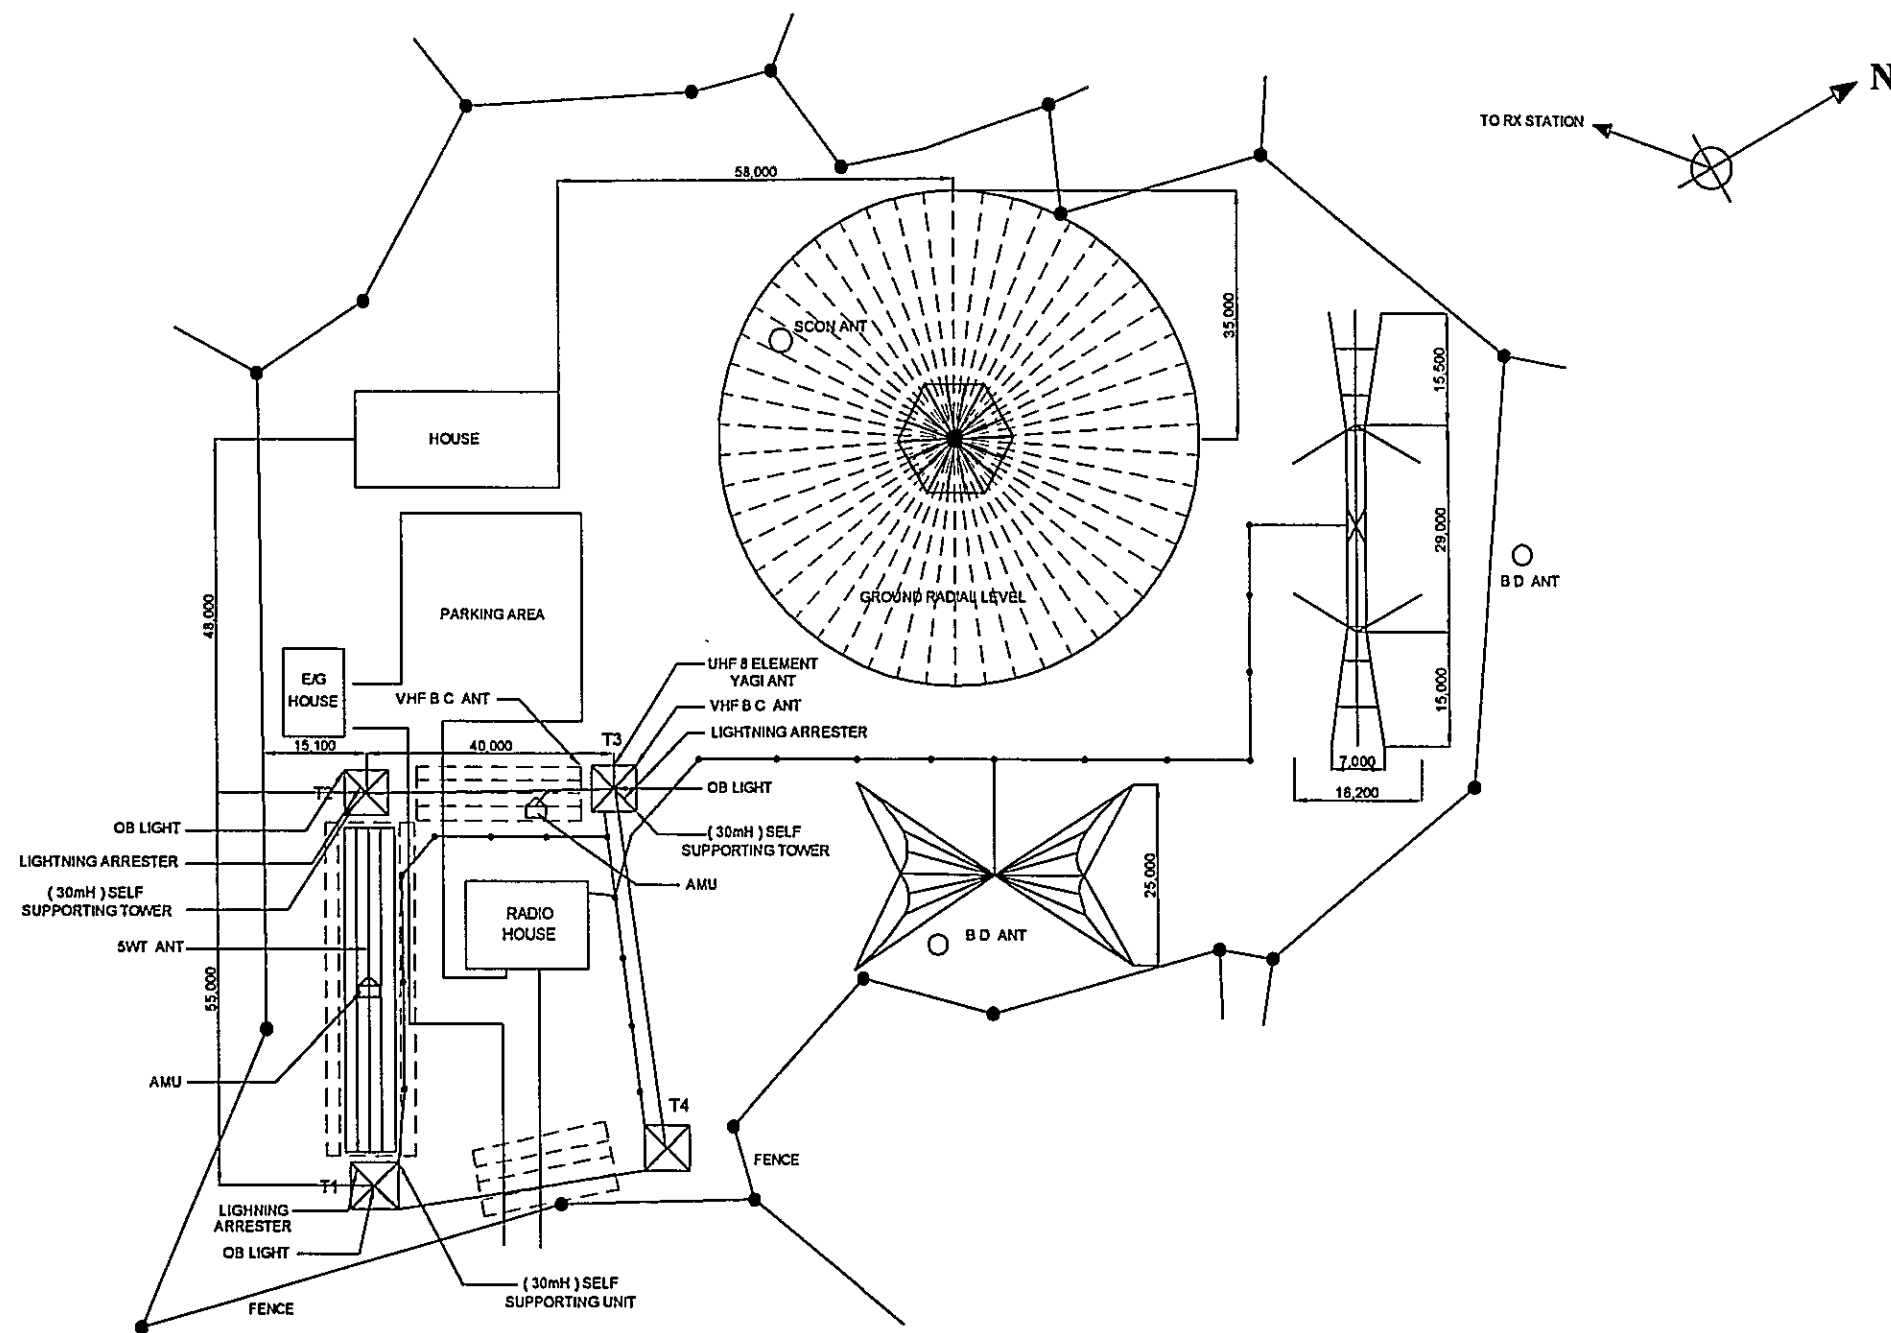 N
TO RX STATION
58,000
SCON ANT
35,000
15,500
HOUSE
29,000
B D ANT
GROUND RADIAL LEVEL
48,000
PARKING AREA
E/G
HOUSE
UHF 8 ELEMENT
YAGI ANT
VHF B C ANT
VHF B C ANT
15,000
LIGHTNING ARRESTER
T3
15,100
40,000
7,000
OB LIGHT
16,200
T2
OB LIGHT
( 30mH ) SELF
SUPPORTING TOWER
LIGHTNING ARRESTER
AMU
25,000
( 30mH ) SELF
SUPPORTING TOWER
RADIO
HOUSE
B D ANT
5WT ANT
55,000
AMU
T4
FENCE
T1
LIGHNING
ARRESTER
OB LIGHT
( 30mH ) SELF
SUPPORTING UNIT
FENCE